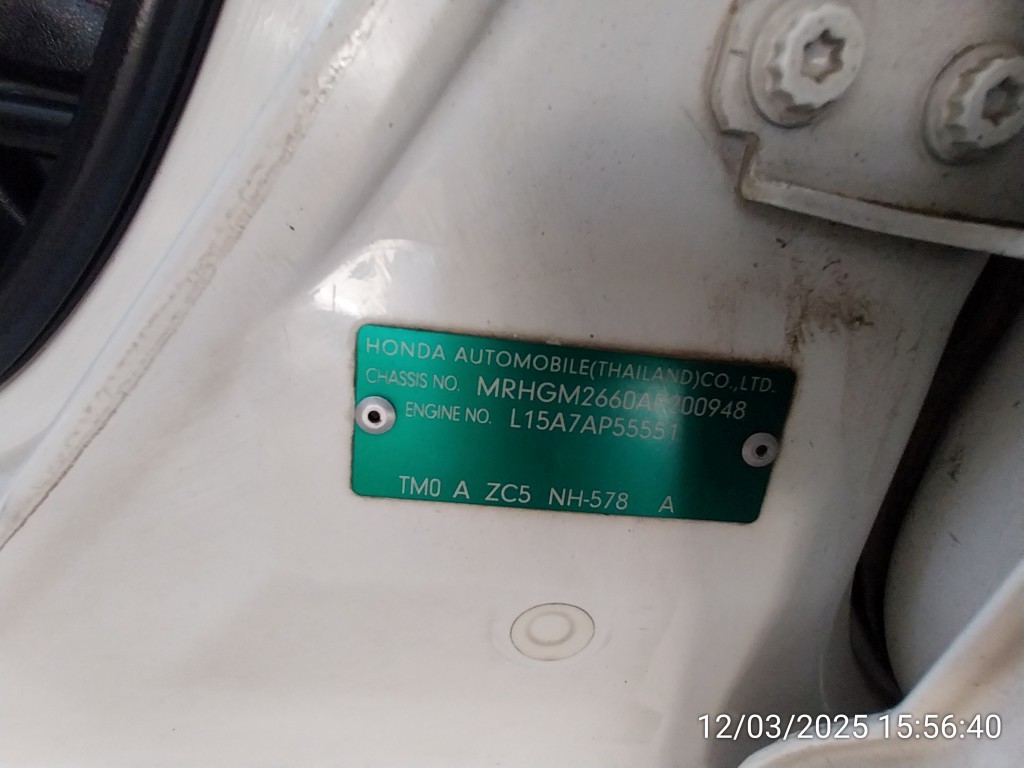 HONDA AUTOMOBILE(THAILAND)CO.,LTD.
CHASSIS NO. MRHGM2660AP200948
ENGINE NO. L15A7AP55551
TM0 A ZC5 NH-578 A
12/03/2025 15:56:40